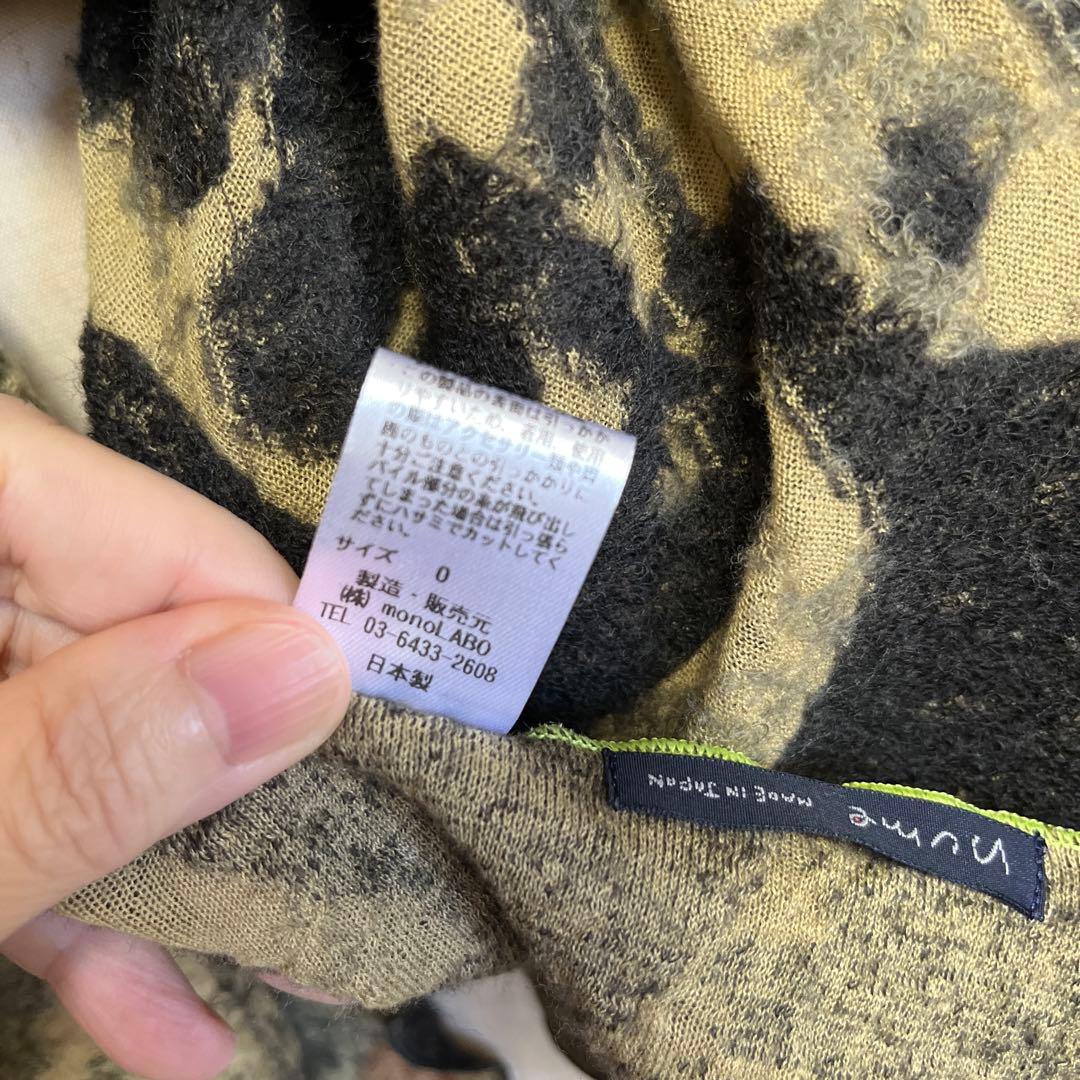 この製品の表面は引っかか
りやすいため、着用、使用
の際はアクセサリー類や突
機のものとの引っかかりに
十分ご注意ください。
パイル部分の糸が飛び出し
てしまった場合は引っ張ら
ずにハサミでカットしてく
ださい。
サイズ 0
製造・販売元
(株) monoLABO
TEL 03-6433-2608
日本製
num-e
MADE IN JAPAN